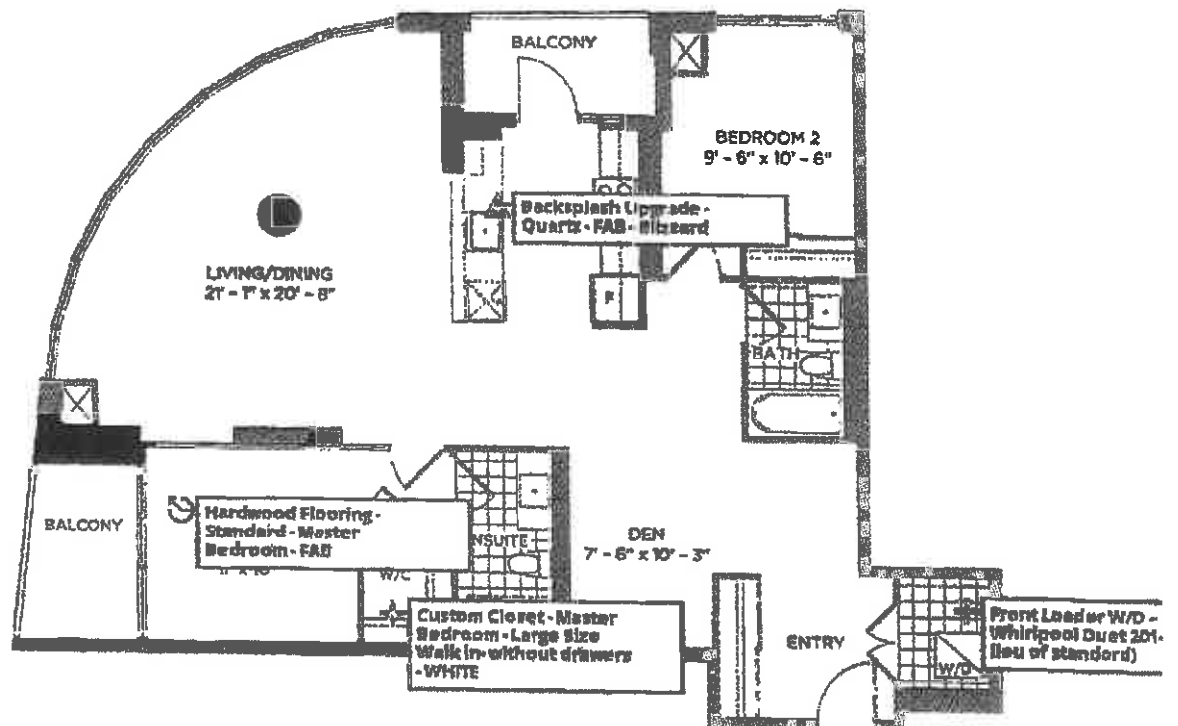 BALCONY
BEDROOM 2
9' - 6" x 10' - 6"
Backsplash Upgrade -
Quartz - FAB - Blizzard
LIVING/DINING
21' - 1" x 20' - 8"
F
BATH
BALCONY
Hardwood Flooring -
Standard - Master
Bedroom - FAB
NSUITE
DEN
7' - 6" x 10' - 3"
W/C
Custom Closet - Master
Bedroom - Large Size
Walk in - without drawers
- WHITE
ENTRY
Front Loader W/D -
Whirlpool Duet 201-
lieu of standard)
W/D